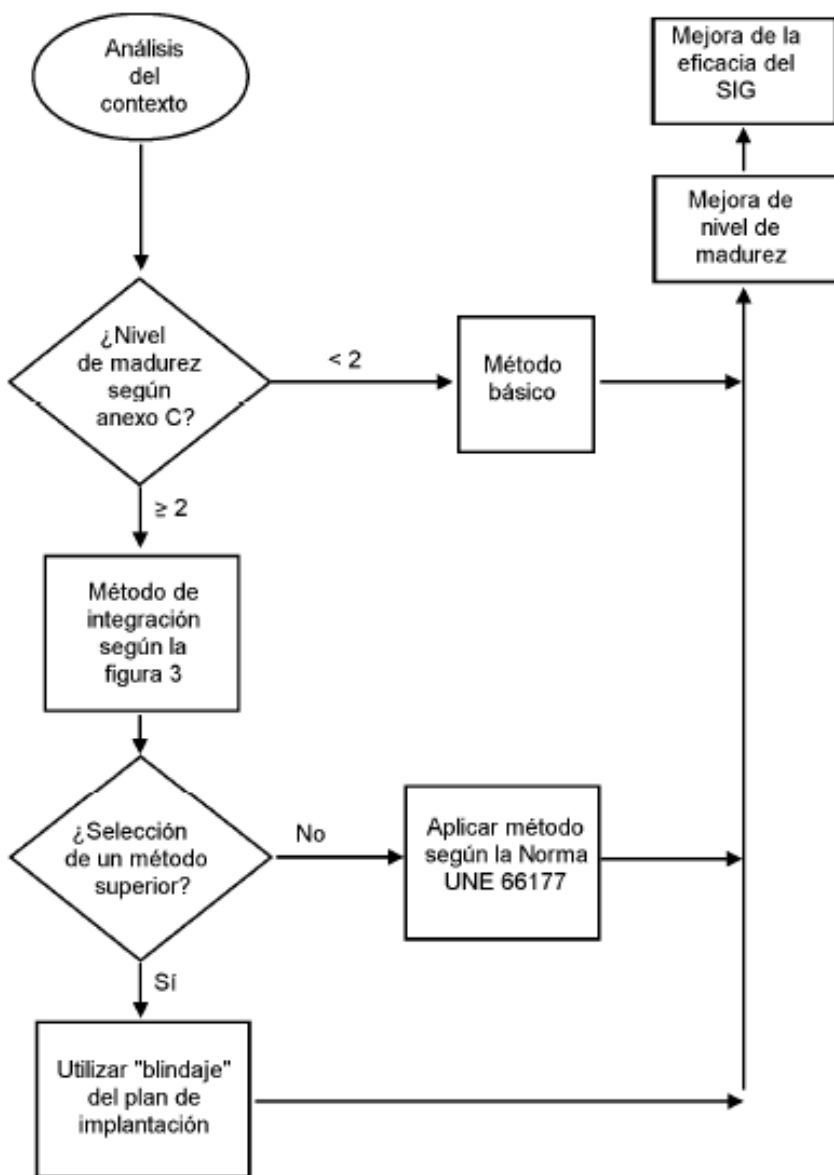 Análisis
del
contexto
Mejora de la
eficacia del
SIG
Mejora de
nivel de
madurez
¿Nivel
de madurez
según
anexo C?
< 2
Método
básico
≥ 2
Método de
integración
según la
figura 3
¿Selección
de un método
superior?
No
Aplicar método
según la Norma
UNE 66177
Sí
Utilizar "blindaje"
del plan de
implantación